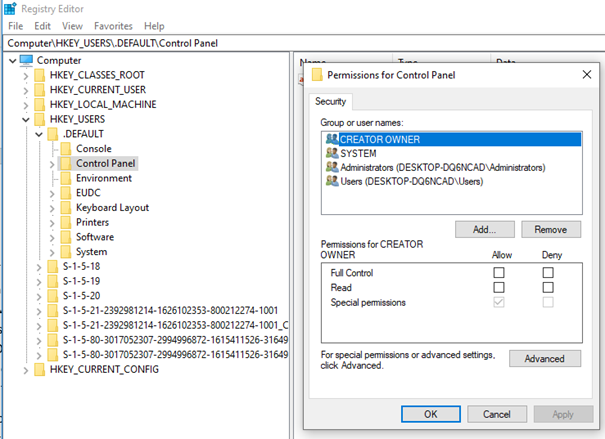 Registry Editor
File Edit View Favorites Help
Computer\HKEY_USERS\.DEFAULT\Control Panel
Computer
HKEY_CLASSES_ROOT
HKEY_CURRENT_USER
HKEY_LOCAL_MACHINE
HKEY_USERS
.DEFAULT
Console
Control Panel
Environment
EUDC
Keyboard Layout
Printers
Software
System
S-1-5-18
S-1-5-19
S-1-5-20
S-1-5-21-2392981214-1626102353-800212274-1001
S-1-5-21-2392981214-1626102353-800212274-1001_C
S-1-5-80-3017052307-2994996872-1615411526-31649
S-1-5-80-3017052307-2994996872-1615411526-31649
HKEY_CURRENT_CONFIG
Name Type Data
Permissions for Control Panel
Security
Group or user names:
CREATOR OWNER
SYSTEM
Administrators (DESKTOP-DQ6NCAD\Administrators)
Users (DESKTOP-DQ6NCAD\Users)
Add... Remove
Permissions for CREATOR
OWNER Allow Deny
Full Control
Read
Special permissions
For special permissions or advanced settings,
click Advanced.
Advanced
OK Cancel Apply